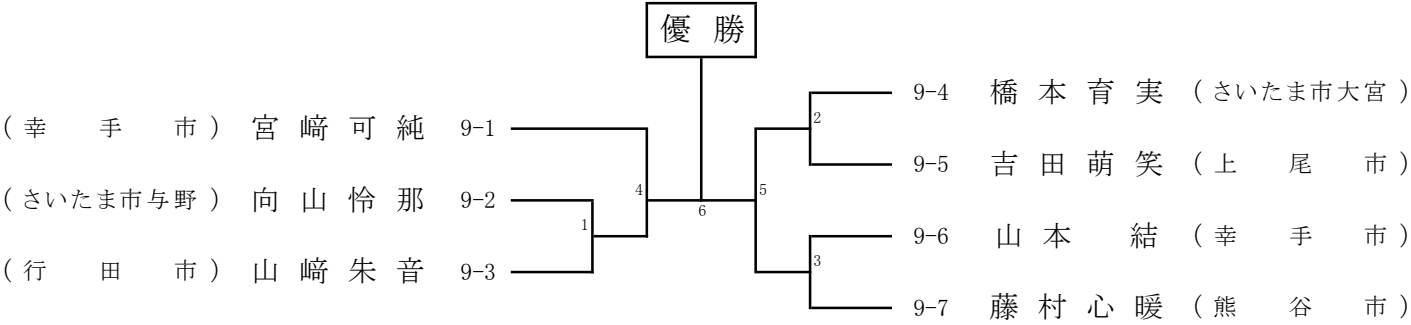 優 勝
(幸 手 市) 宮﨑可純 9-1
(さいたま市与野) 向山怜那 9-2
(行 田 市) 山﨑朱音 9-3
1
4
6
5
2
3
9-4 橋本育実 (さいたま市大宮)
9-5 吉田萌笑 (上 尾 市)
9-6 山本 結 (幸 手 市)
9-7 藤村心暖 (熊 谷 市)